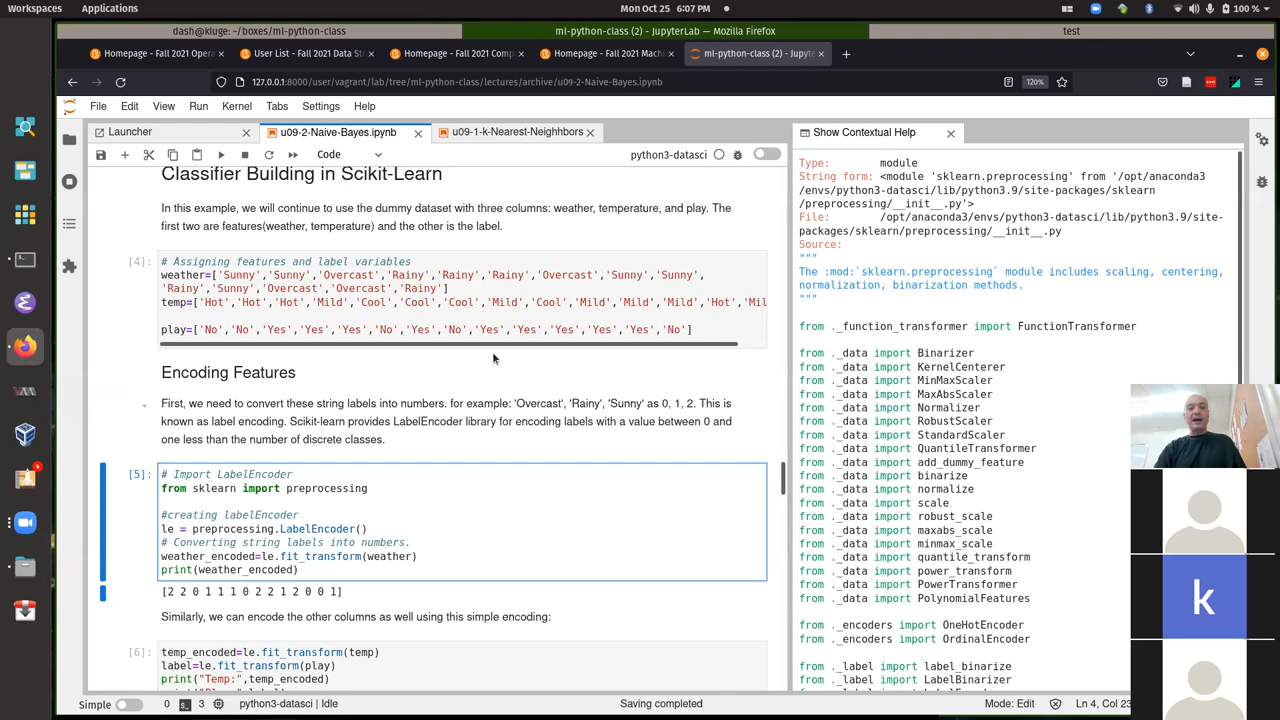 Workspaces Applications Mon Oct 25 6:07 PM 100 %
dash@kluge: ~/boxes/ml-python-class ml-python-class (2) - JupyterLab — Mozilla Firefox test
Homepage - Fall 2021 Opera User List - Fall 2021 Data St Homepage - Fall 2021 Comp Homepage - Fall 2021 Machi ml-python-class (2) - Jupyte
127.0.0.1:8000/user/vagrant/lab/tree/ml-python-class/lectures/archive/u09-2-Naive-Bayes.ipynb 120%
File Edit View Run Kernel Tabs Settings Help
Launcher u09-2-Naive-Bayes.ipynb u09-1-k-Nearest-Neighbors Show Contextual Help
Code python3-datasci
Classifier Building in Scikit-Learn
In this example, we will continue to use the dummy dataset with three columns: weather, temperature, and play. The
first two are features(weather, temperature) and the other is the label.
[4]: # Assigning features and label variables
weather=['Sunny','Sunny','Overcast','Rainy','Rainy','Rainy','Overcast','Sunny','Sunny',
'Rainy','Sunny','Overcast','Overcast','Rainy']
temp=['Hot','Hot','Hot','Mild','Cool','Cool','Cool','Mild','Cool','Mild','Mild','Mild','Hot','Mil
play=['No','No','Yes','Yes','Yes','No','Yes','No','Yes','Yes','Yes','Yes','Yes','No']
Encoding Features
First, we need to convert these string labels into numbers. for example: 'Overcast', 'Rainy', 'Sunny' as 0, 1, 2. This is
known as label encoding. Scikit-learn provides LabelEncoder library for encoding labels with a value between 0 and
one less than the number of discrete classes.
[5]: # Import LabelEncoder
from sklearn import preprocessing
#creating labelEncoder
le = preprocessing.LabelEncoder()
# Converting string labels into numbers.
weather_encoded=le.fit_transform(weather)
print(weather_encoded)
[2 2 0 1 1 1 0 2 2 1 2 0 0 1]
Similarly, we can encode the other columns as well using this simple encoding:
[6]: temp_encoded=le.fit_transform(temp)
label=le.fit_transform(play)
print("Temp:",temp_encoded)
Type: module
String form: <module 'sklearn.preprocessing' from '/opt/anaconda3
/envs/python3-datasci/lib/python3.9/site-packages/sklearn
/preprocessing/__init__.py'>
File: /opt/anaconda3/envs/python3-datasci/lib/python3.9/site-
packages/sklearn/preprocessing/__init__.py
Source:
"""
The :mod:`sklearn.preprocessing` module includes scaling, centering,
normalization, binarization methods.
"""
from ._function_transformer import FunctionTransformer
from ._data import Binarizer
from ._data import KernelCenterer
from ._data import MinMaxScaler
from ._data import MaxAbsScaler
from ._data import Normalizer
from ._data import RobustScaler
from ._data import StandardScaler
from ._data import QuantileTransformer
from ._data import add_dummy_feature
from ._data import binarize
from ._data import normalize
from ._data import scale
from ._data import robust_scale
from ._data import maxabs_scale
from ._data import minmax_scale
from ._data import quantile_transform
from ._data import power_transform
from ._data import PowerTransformer
from ._data import PolynomialFeatures
from ._encoders import OneHotEncoder
from ._encoders import OrdinalEncoder
from ._label import label_binarize
from ._label import LabelBinarizer
k
4
Simple 0 3 python3-datasci | Idle Saving completed Mode: Edit Ln 4, Col 23